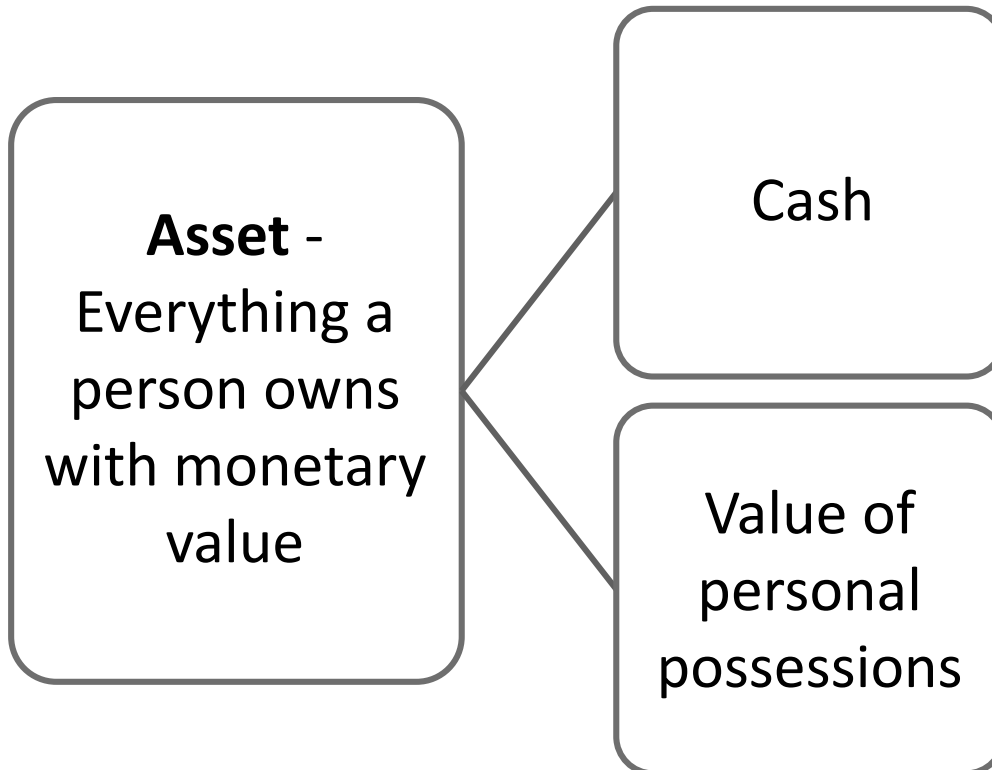 Asset -
Everything a
person owns
with monetary
value
Cash
Value of
personal
possessions